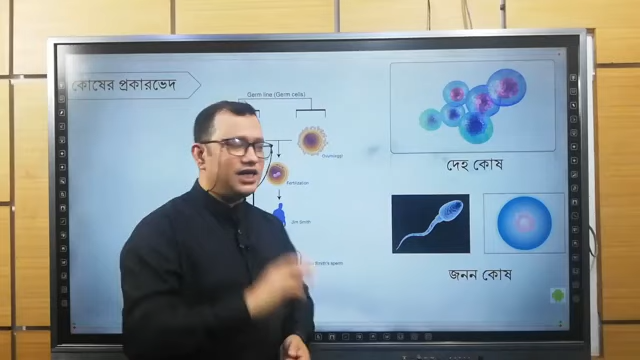 কোষের প্রকারভেদ
Germ line (Germ cells)
Fertilization
দেহ কোষ
জনন কোষ